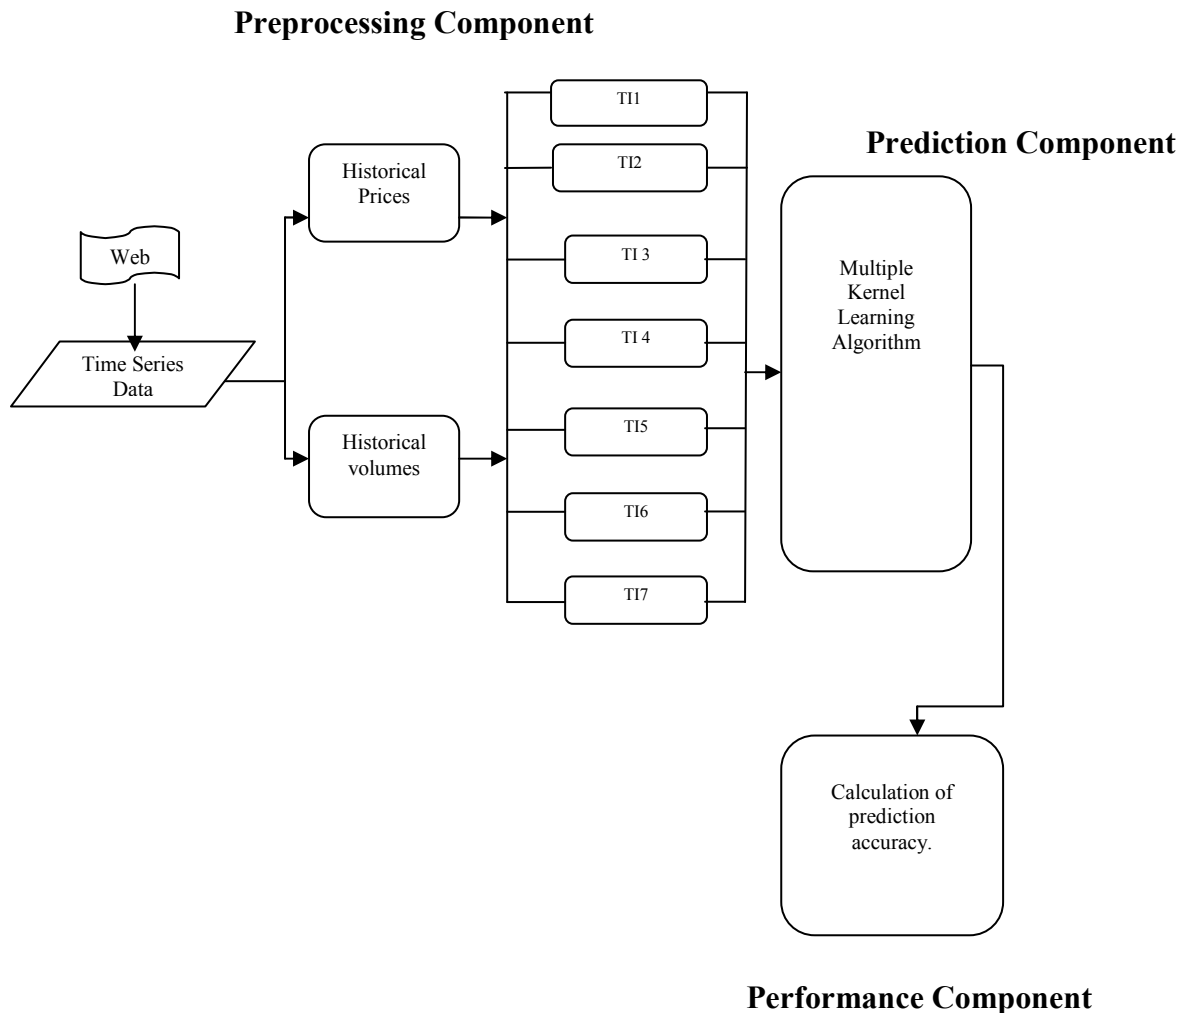 Preprocessing Component
TI1
Prediction Component
TI2
Historical
Prices
Web
TI 3
Multiple
Kernel
Learning
Algorithm
TI 4
Time Series
Data
TI5
Historical
volumes
TI6
TI7
Calculation of
prediction
accuracy.
Performance Component